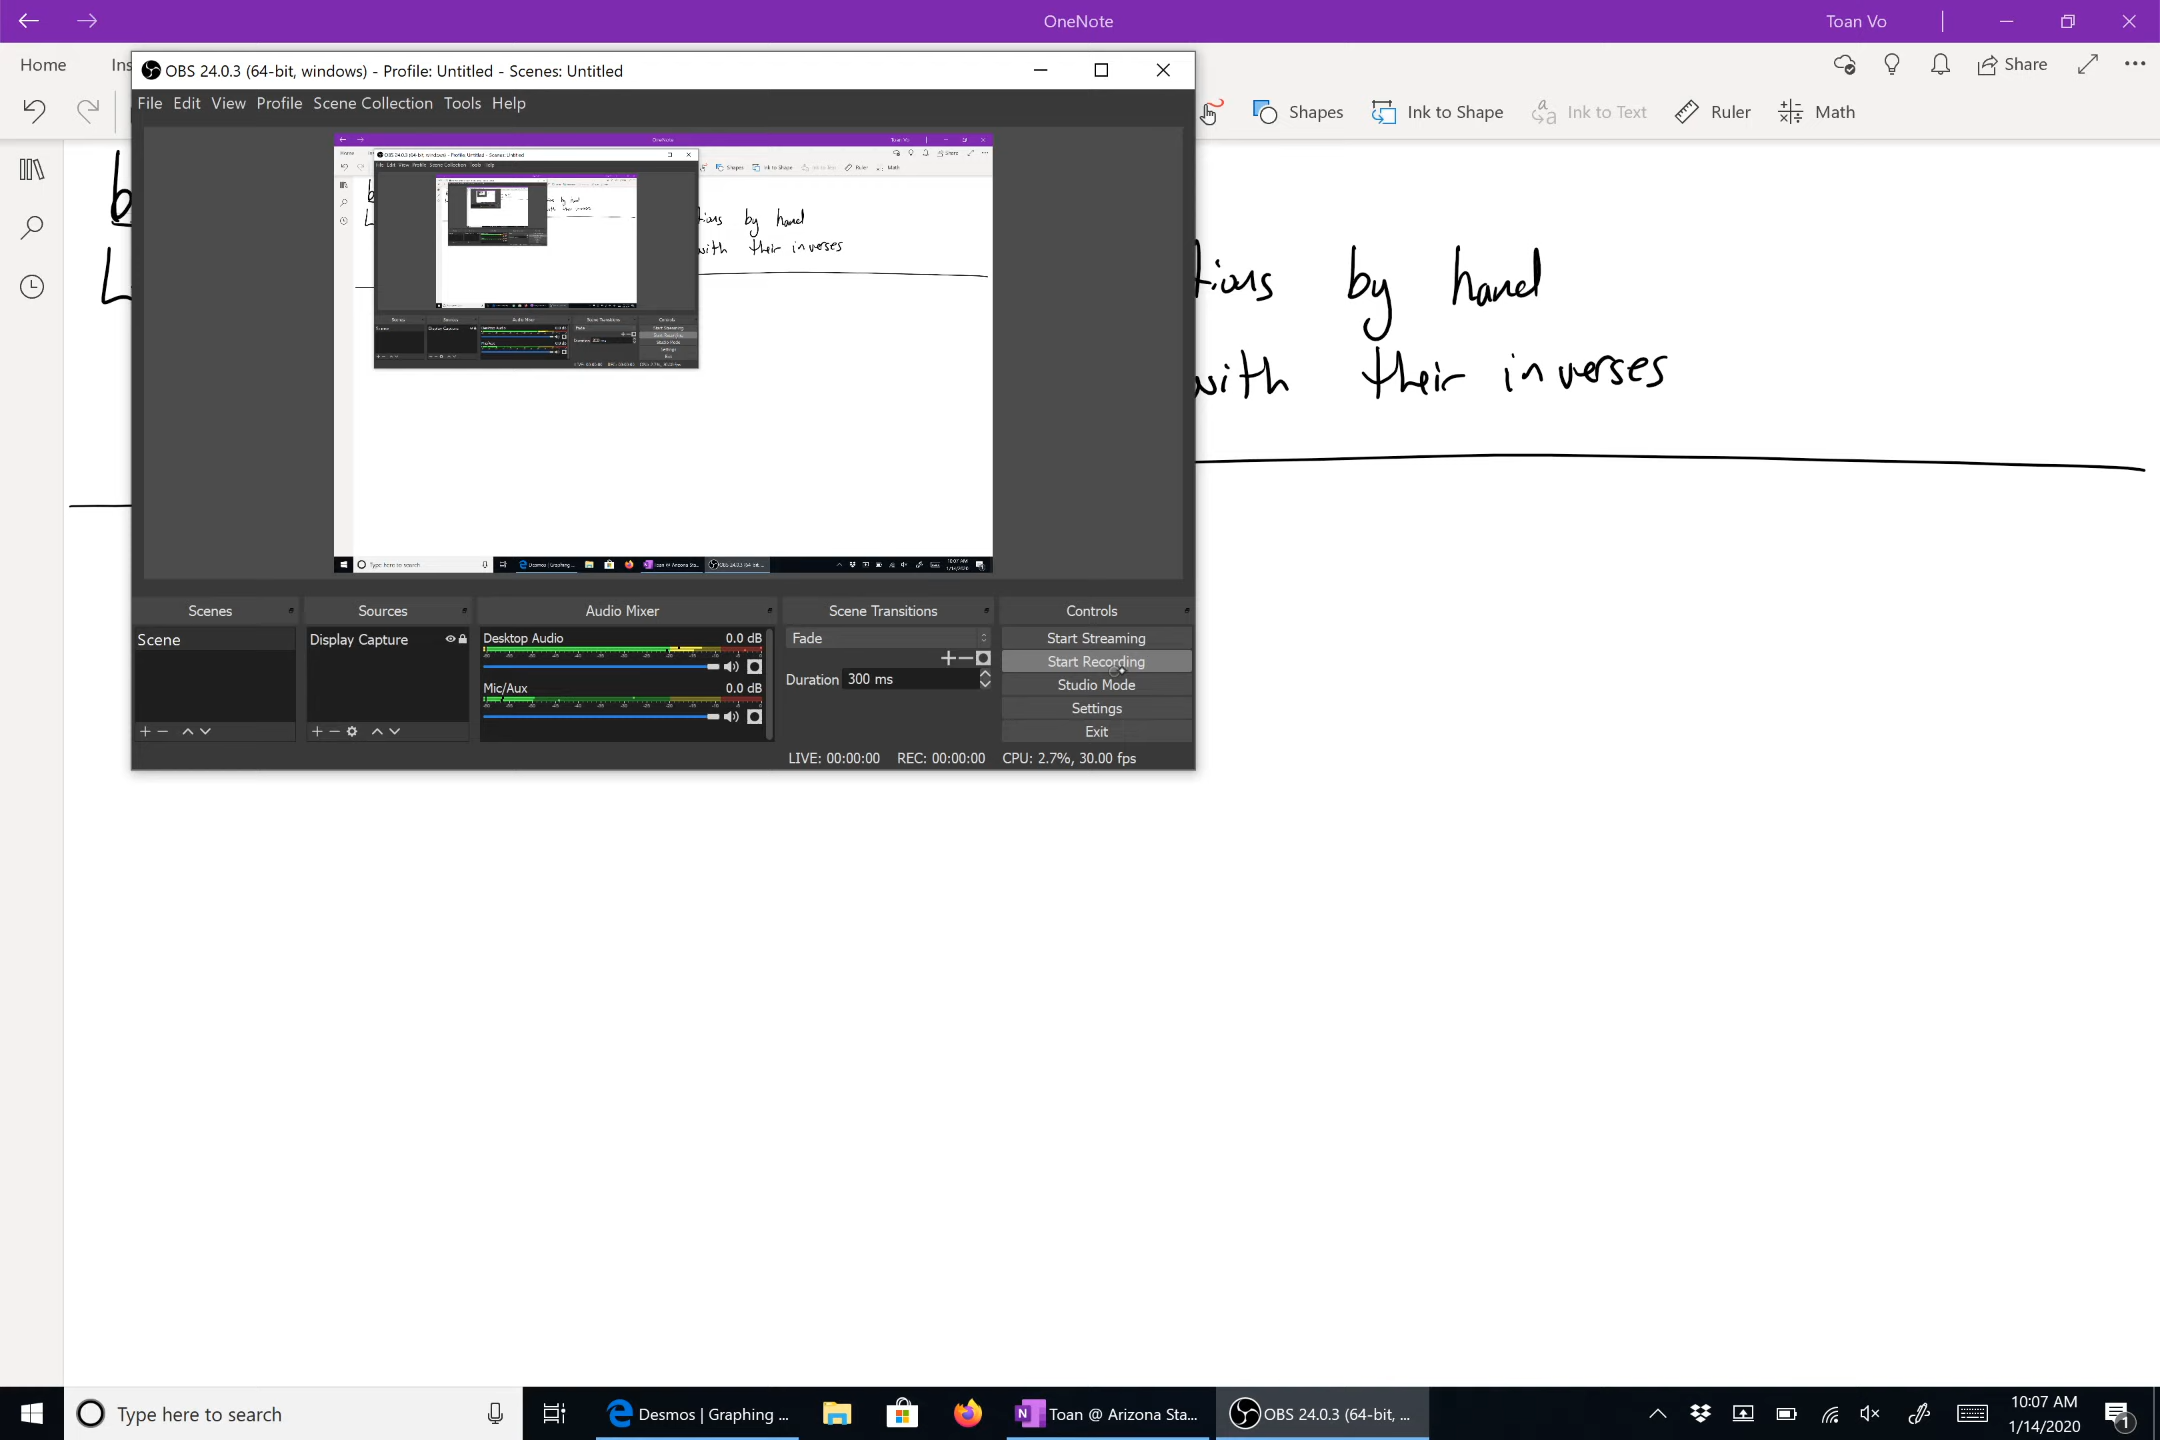 OneNote
Toan Vo
Home Ins
Share
OBS 24.0.3 (64-bit, windows) - Profile: Untitled - Scenes: Untitled
File Edit View Profile Scene Collection Tools Help
Shapes Ink to Shape Ink to Text Ruler Math
tions by hand
with their inverses
Scenes
Scene
Sources
Display Capture
Audio Mixer
Desktop Audio 0.0 dB
Mic/Aux 0.0 dB
Scene Transitions
Fade
Duration 300 ms
Controls
Start Streaming
Start Recording
Studio Mode
Settings
Exit
LIVE: 00:00:00 REC: 00:00:00 CPU: 2.7%, 30.00 fps
Type here to search
Desmos | Graphing ...
Toan @ Arizona Sta...
OBS 24.0.3 (64-bit, ...
10:07 AM
1/14/2020
1